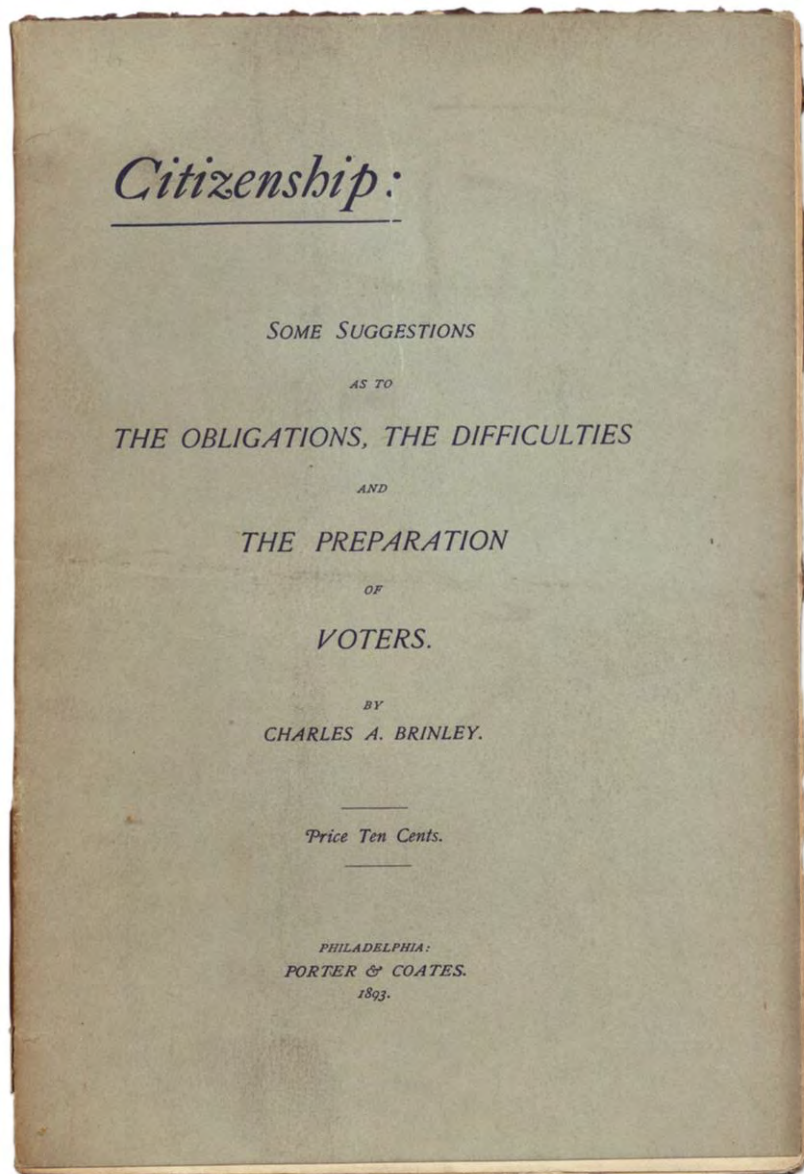 Citizenship:
SOME SUGGESTIONS
AS TO
THE OBLIGATIONS, THE DIFFICULTIES
AND
THE PREPARATION
OF
VOTERS.
BY
CHARLES A. BRINLEY.
Price Ten Cents.
PHILADELPHIA:
PORTER & COATES.
1893.